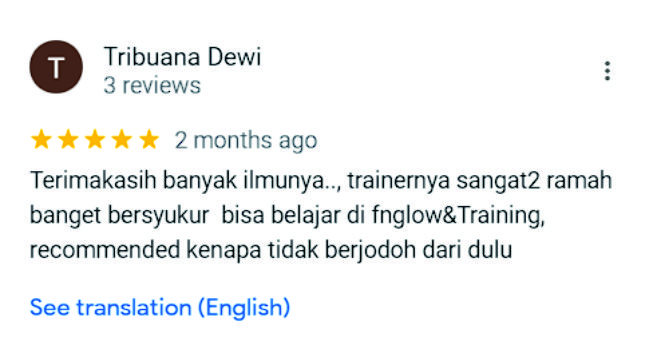 T
Tribuana Dewi
3 reviews
2 months ago
Terimakasih banyak ilmunya.., trainernya sangat2 ramah
banget bersyukur bisa belajar di fnglow&Training,
recommended kenapa tidak berjodoh dari dulu
See translation (English)